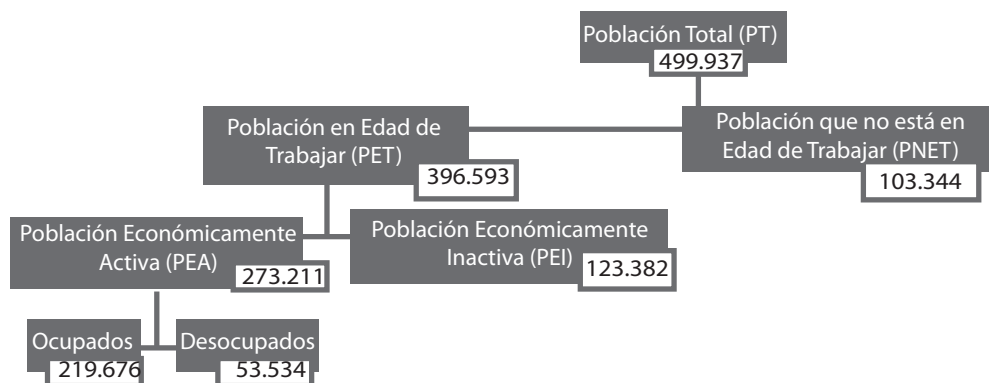 Población Total (PT)
499.937
Población en Edad de
Trabajar (PET)
396.593
Población que no está en
Edad de Trabajar (PNET)
103.344
Población Económicamente
Activa (PEA)
273.211
Población Económicamente
Inactiva (PEI)
123.382
Ocupados
219.676
Desocupados
53.534